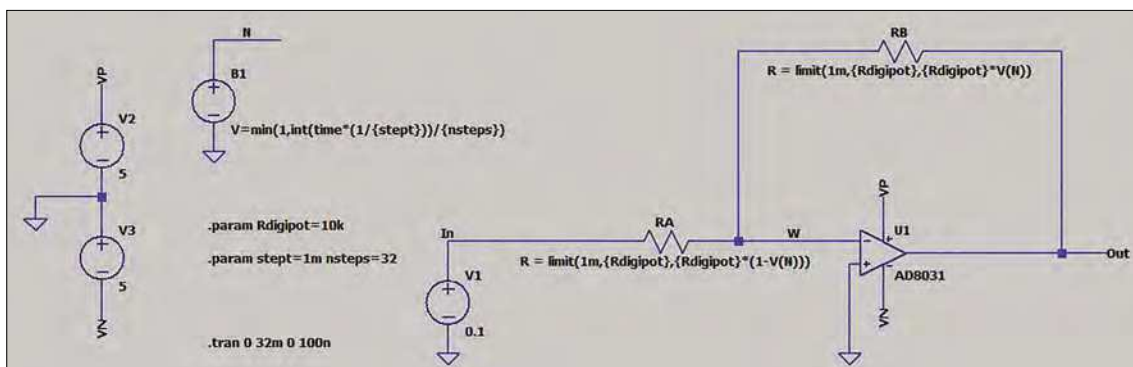 N
VP
B1
V2
V=min(1,int(time*(1/{stept}))/{nsteps})
5
V3
5
VN
.param Rdigipot=10k
.param stept=1m nsteps=32
.tran 0 32m 0 100n
In
V1
0.1
RA
R = limit(1m,{Rdigipot},{Rdigipot}*(1-V(N)))
W
RB
R = limit(1m,{Rdigipot},{Rdigipot}*V(N))
VP
U1
AD8031
VN
Out